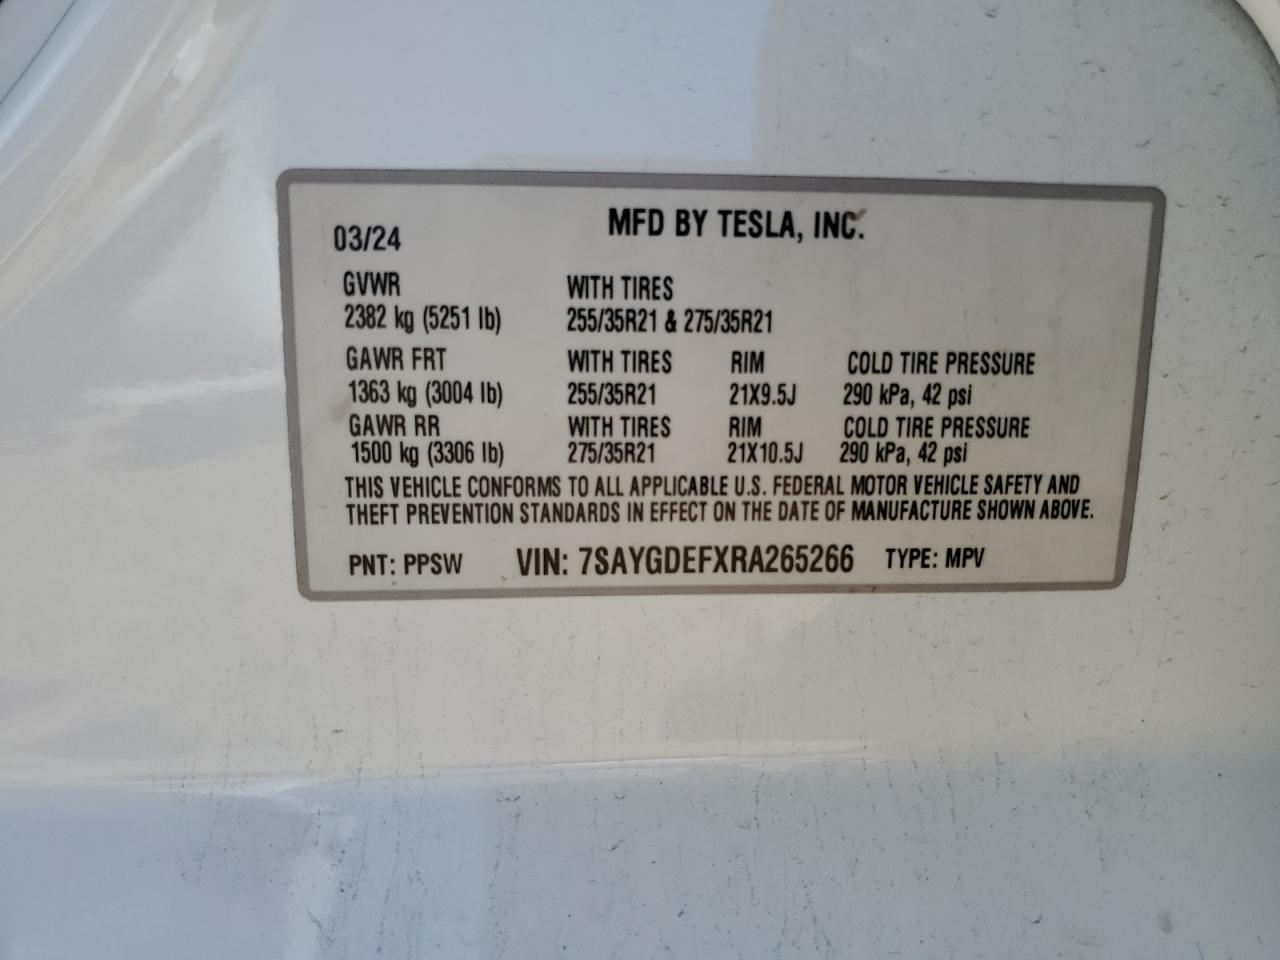 MFD BY TESLA, INC.
03/24
GVWR WITH TIRES
2382 kg (5251 lb) 255/35R21 & 275/35R21
GAWR FRT WITH TIRES RIM COLD TIRE PRESSURE
1363 kg (3004 lb) 255/35R21 21X9.5J 290 kPa, 42 psi
GAWR RR WITH TIRES RIM COLD TIRE PRESSURE
1500 kg (3306 lb) 275/35R21 21X10.5J 290 kPa, 42 psi
THIS VEHICLE CONFORMS TO ALL APPLICABLE U.S. FEDERAL MOTOR VEHICLE SAFETY AND
THEFT PREVENTION STANDARDS IN EFFECT ON THE DATE OF MANUFACTURE SHOWN ABOVE.
PNT: PPSW VIN: 7SAYGDEFXRA265266 TYPE: MPV